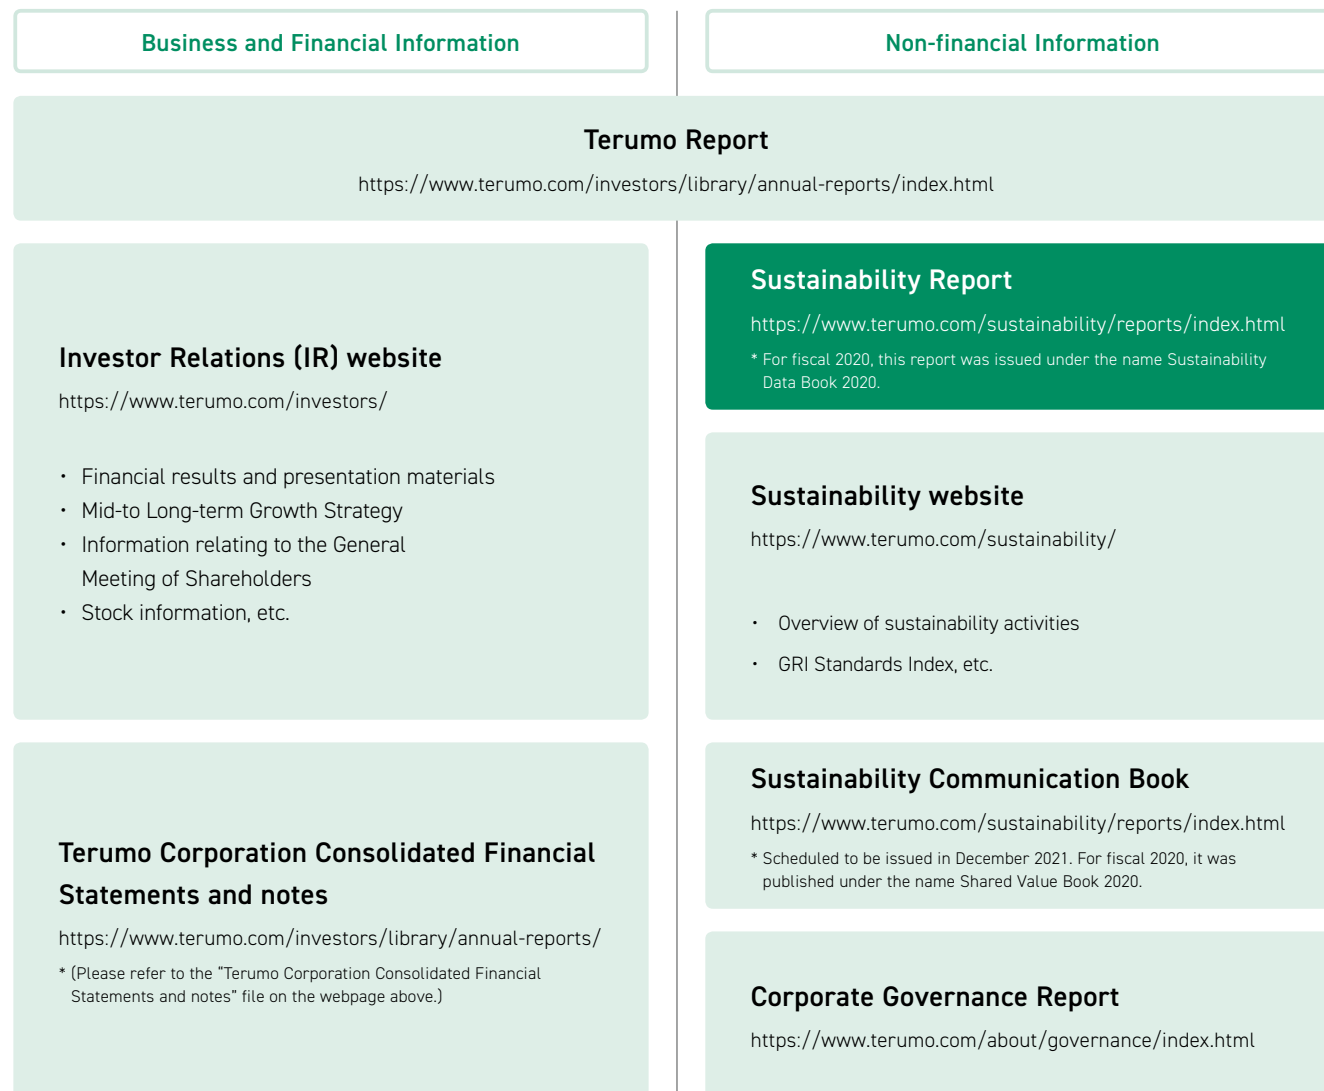 Business and Financial Information
Non-financial Information
Terumo Report
https://www.terumo.com/investors/library/annual-reports/index.html
Investor Relations (IR) website
https://www.terumo.com/investors/
・ Financial results and presentation materials
・ Mid-to Long-term Growth Strategy
・ Information relating to the General
Meeting of Shareholders
・ Stock information, etc.
Terumo Corporation Consolidated Financial
Statements and notes
https://www.terumo.com/investors/library/annual-reports/
* (Please refer to the "Terumo Corporation Consolidated Financial
Statements and notes" file on the webpage above.)
Sustainability Report
https://www.terumo.com/sustainability/reports/index.html
* For fiscal 2020, this report was issued under the name Sustainability
Data Book 2020.
Sustainability website
https://www.terumo.com/sustainability/
・ Overview of sustainability activities
・ GRI Standards Index, etc.
Sustainability Communication Book
https://www.terumo.com/sustainability/reports/index.html
* Scheduled to be issued in December 2021. For fiscal 2020, it was
published under the name Shared Value Book 2020.
Corporate Governance Report
https://www.terumo.com/about/governance/index.html